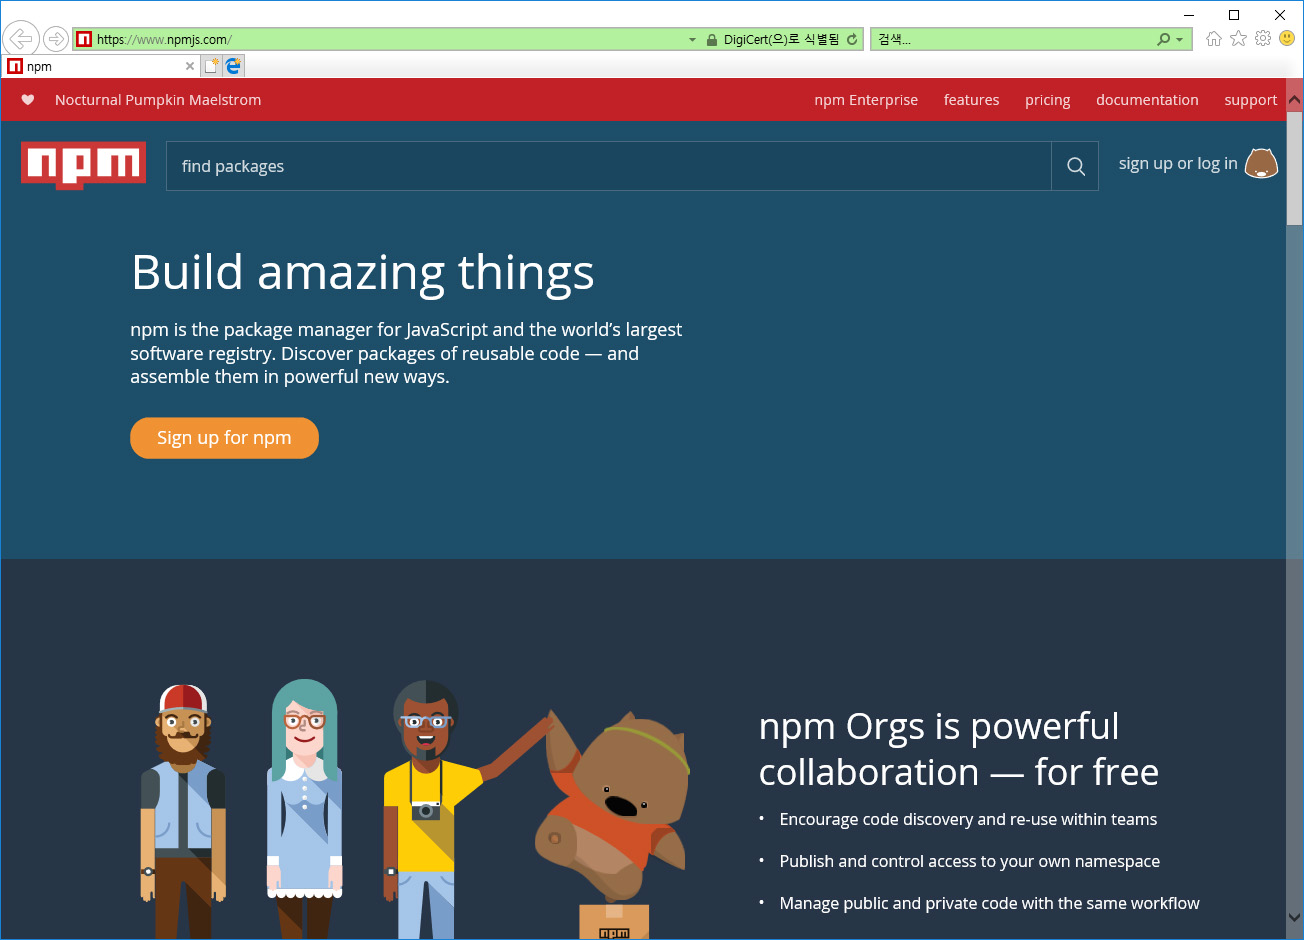 https://www.npmjs.com/
DigiCert(으)로 식별됨
검색...
npm
Nocturnal Pumpkin Maelstrom
npm Enterprise
features
pricing
documentation
support
npm
find packages
sign up or log in
Build amazing things
npm is the package manager for JavaScript and the world’s largest
software registry. Discover packages of reusable code — and
assemble them in powerful new ways.
Sign up for npm
npm Orgs is powerful
collaboration — for free
• Encourage code discovery and re-use within teams
• Publish and control access to your own namespace
• Manage public and private code with the same workflow
npm